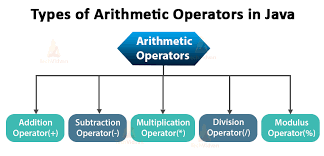 Types of Arithmetic Operators in Java
Arithmetic
Operators
Addition
Operator(+)
Subtraction
Operator(-)
Multiplication
Operator(*)
Division
Operator(/)
Modulus
Operator(%)